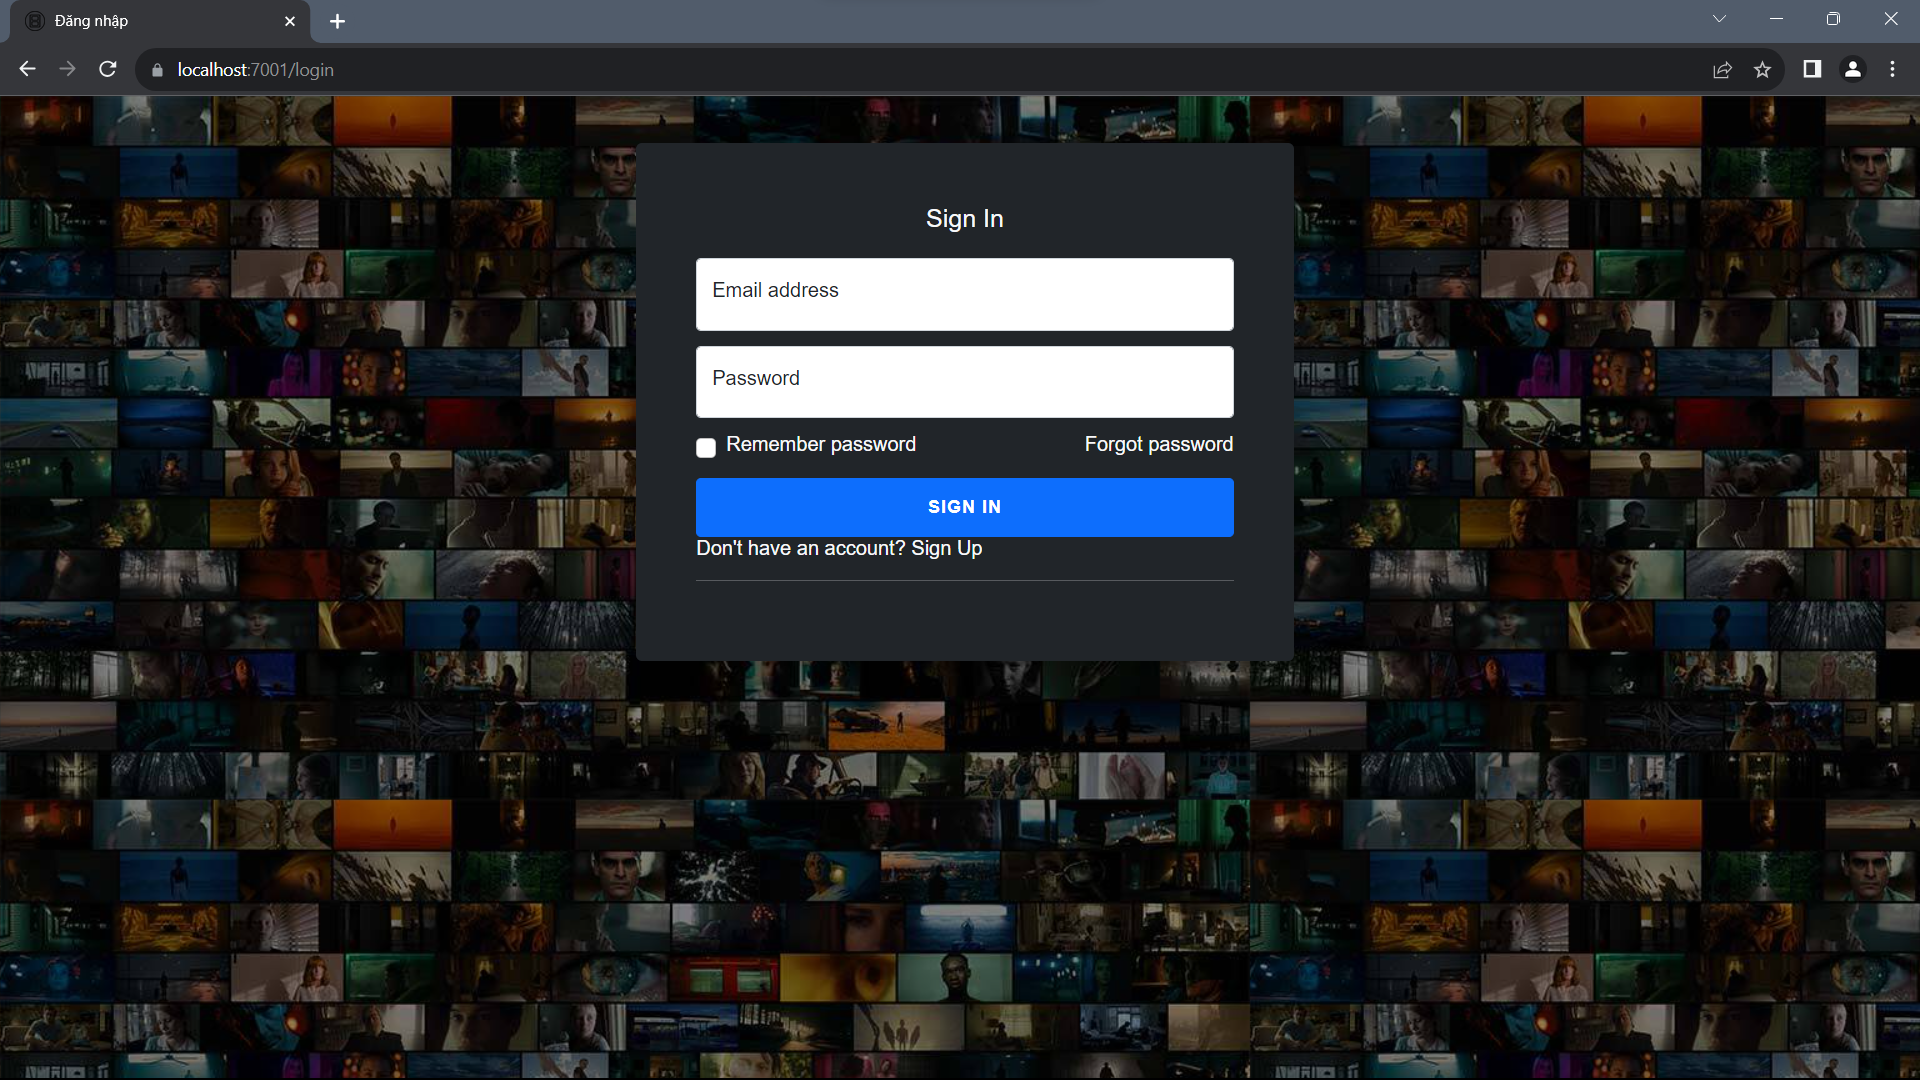 Đăng nhập
localhost:7001/login
Sign In
Email address
Password
Remember password Forgot password
SIGN IN
Don't have an account? Sign Up